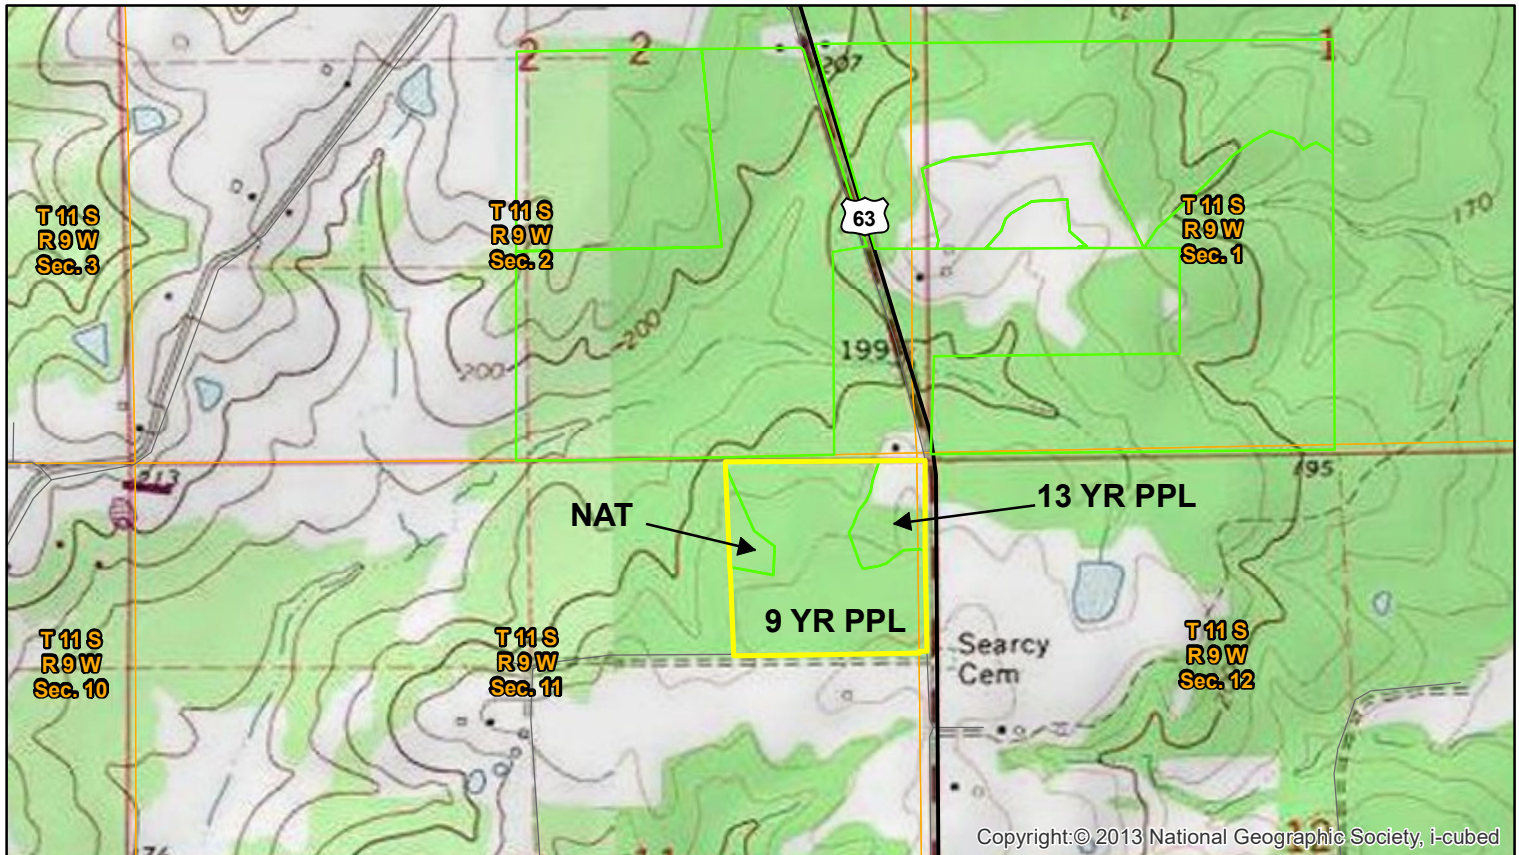 2
2
207
1
T 11 S
R 9 W
Sec. 3
T 11 S
R 9 W
Sec. 2
63
T 11 S
R 9 W
Sec. 1
170
200
200
199
213
195
NAT
13 YR PPL
9 YR PPL
T 11 S
R 9 W
Sec. 10
T 11 S
R 9 W
Sec. 11
Searcy
Cem
T 11 S
R 9 W
Sec. 12
Copyright:© 2013 National Geographic Society, i-cubed
12